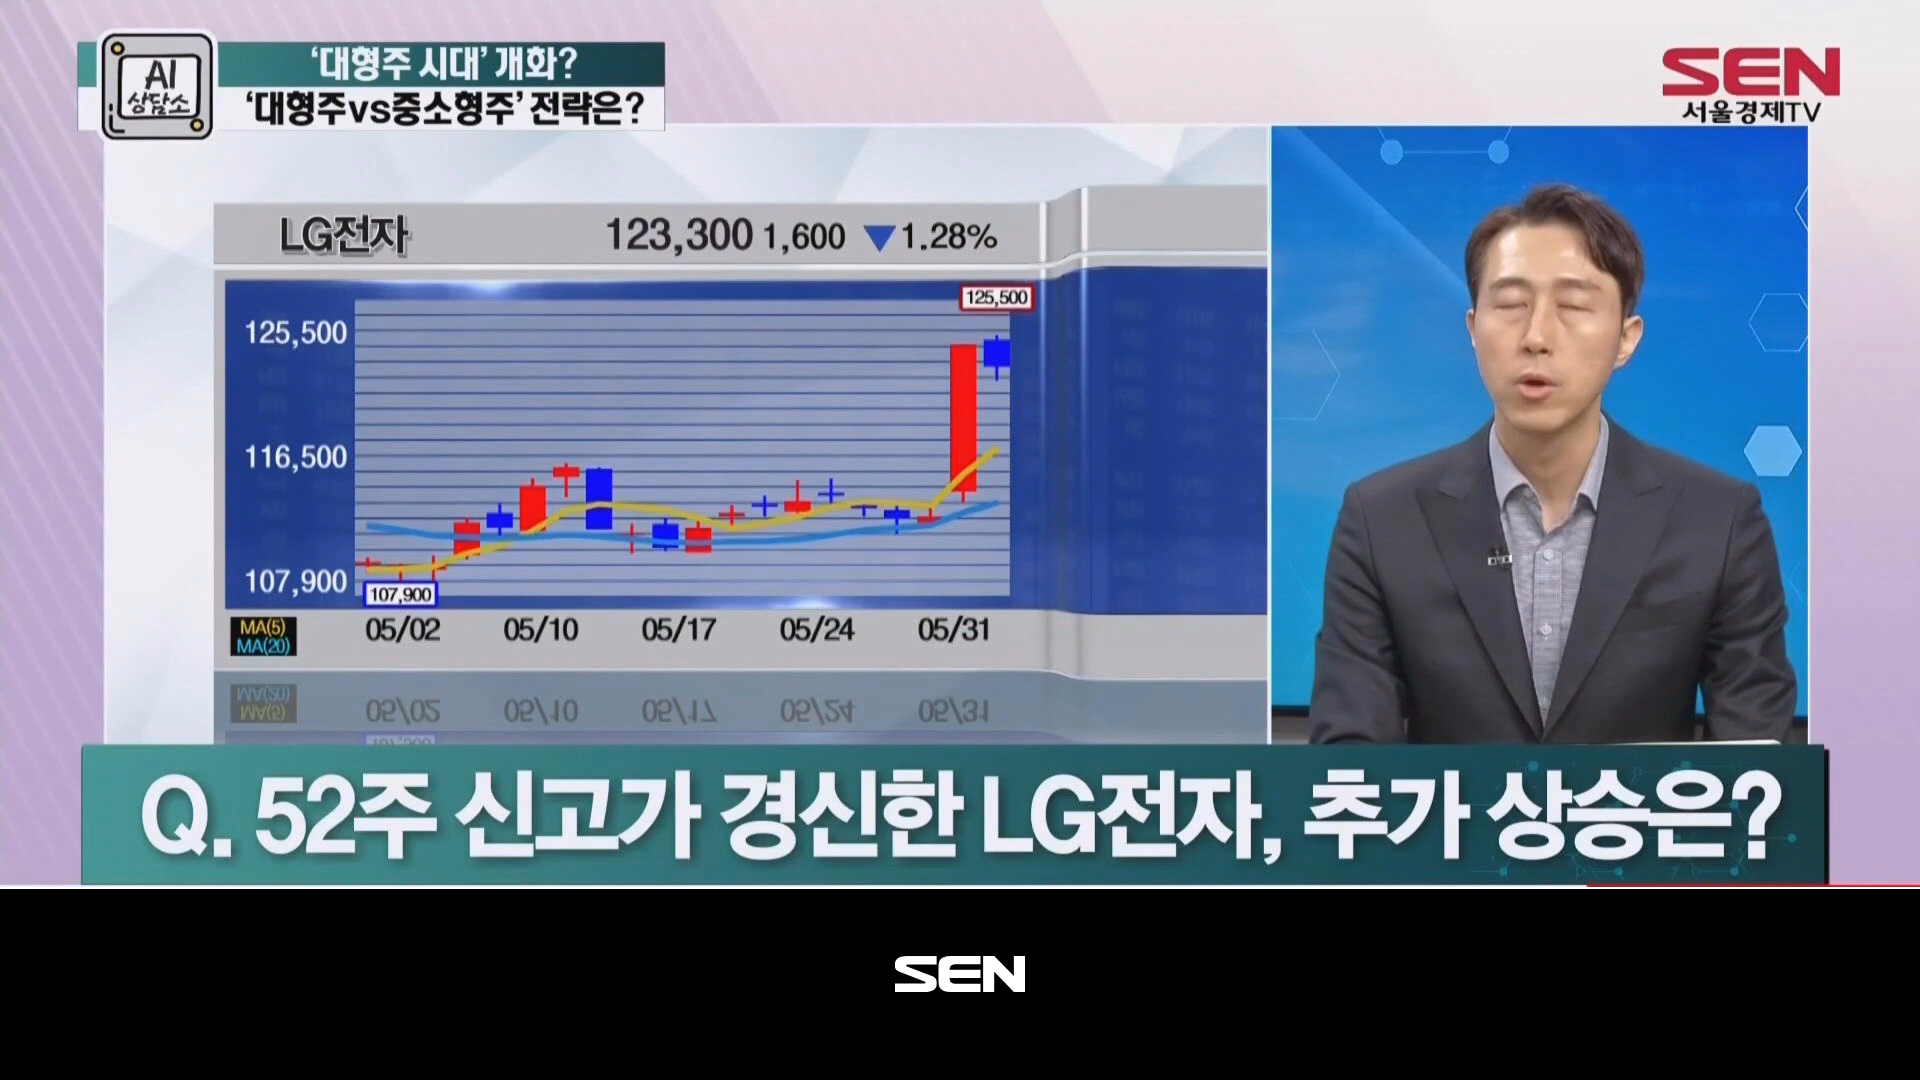 AI
상담소
‘대형주 시대’ 개화?
‘대형주vs중소형주’ 전략은?
SEN
서울경제TV
LG전자 123,300 1,600 ▼1.28%
125,500
125,500
116,500
107,900
107,900
MA(5)
MA(20)
05/02 05/10 05/17 05/24 05/31
Q. 52주 신고가 경신한 LG전자, 추가 상승은?
SEN